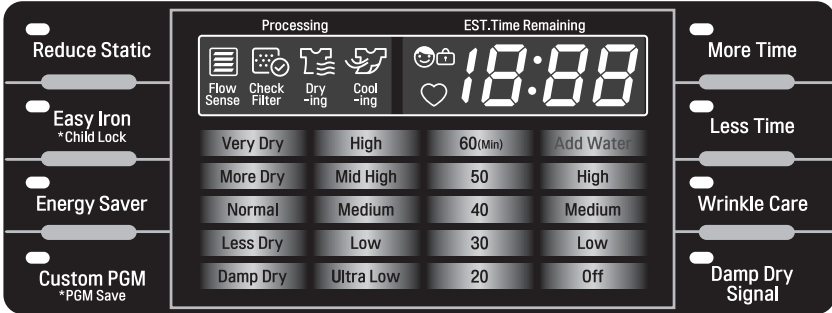 Processing
EST.Time Remaining
Reduce Static
Easy Iron
*Child Lock
Energy Saver
Custom PGM
*PGM Save
Flow
Sense
Check
Filter
Dry
-ing
Cool
-ing
18:88
Very Dry High 60(Min) Add Water
More Dry Mid High 50 High
Normal Medium 40 Medium
Less Dry Low 30 Low
Damp Dry Ultra Low 20 Off
More Time
Less Time
Wrinkle Care
Damp Dry
Signal